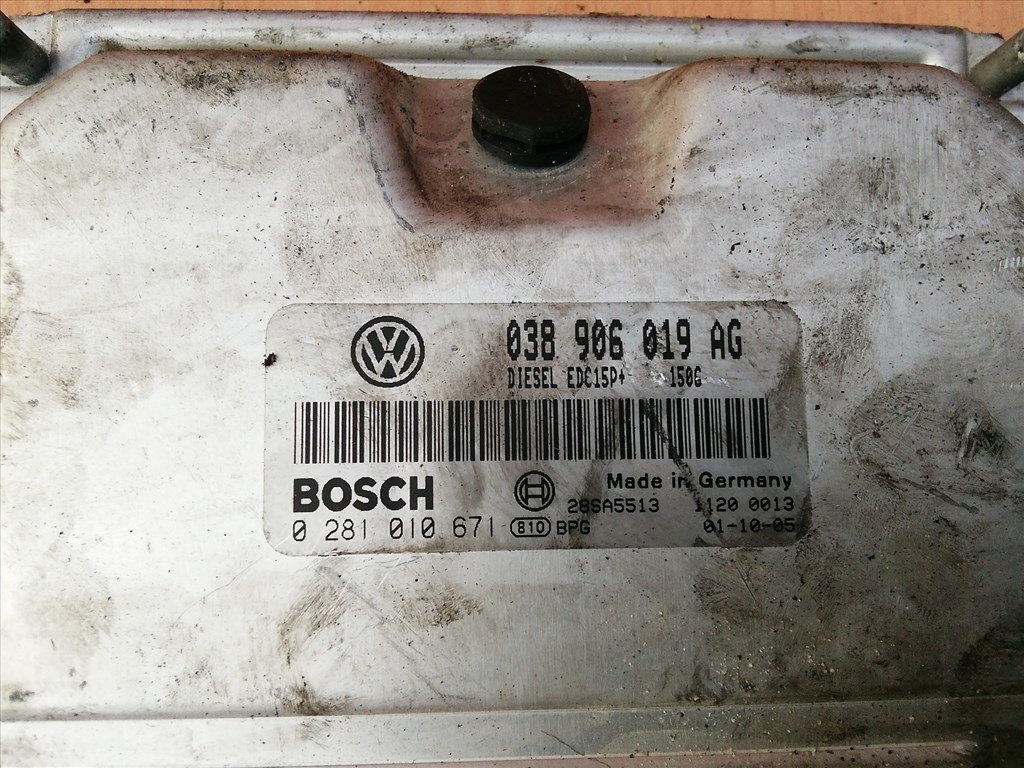 038 906 019 AG
DIESEL EDC15P+ 1506
BOSCH
Made in Germany
28SA5513 1120 0013
0 281 010 671 810 BPG 01-10-05